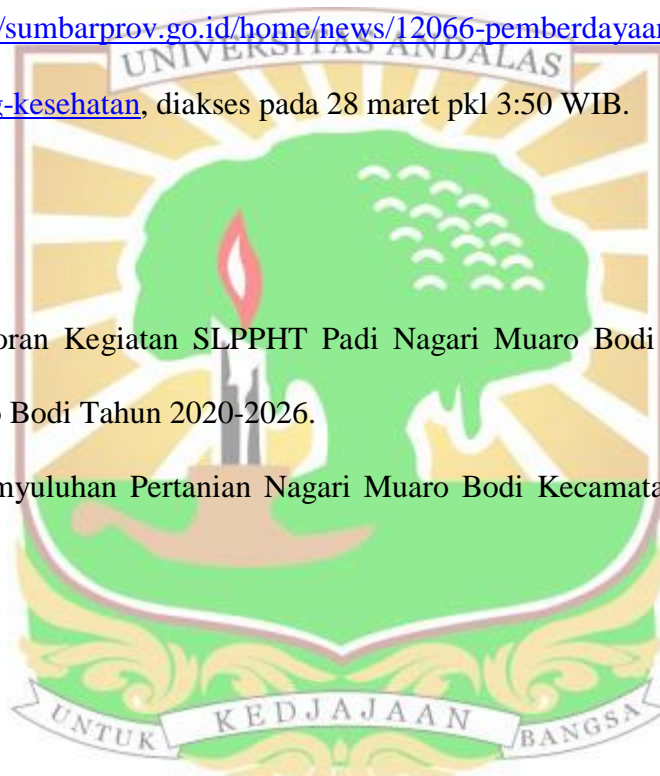 /sumbarprov.go.id/home/news/12066-pemberdayaan
UNIVERSITAS ANDALAS
g-kesehatan, diakses pada 28 maret pkl 3:50 WIB.
oran Kegiatan SLPPHT Padi Nagari Muaro Bodi
o Bodi Tahun 2020-2026.
nyuluhan Pertanian Nagari Muaro Bodi Kecamata
UNTUK KEDJAJAAN BANGSA